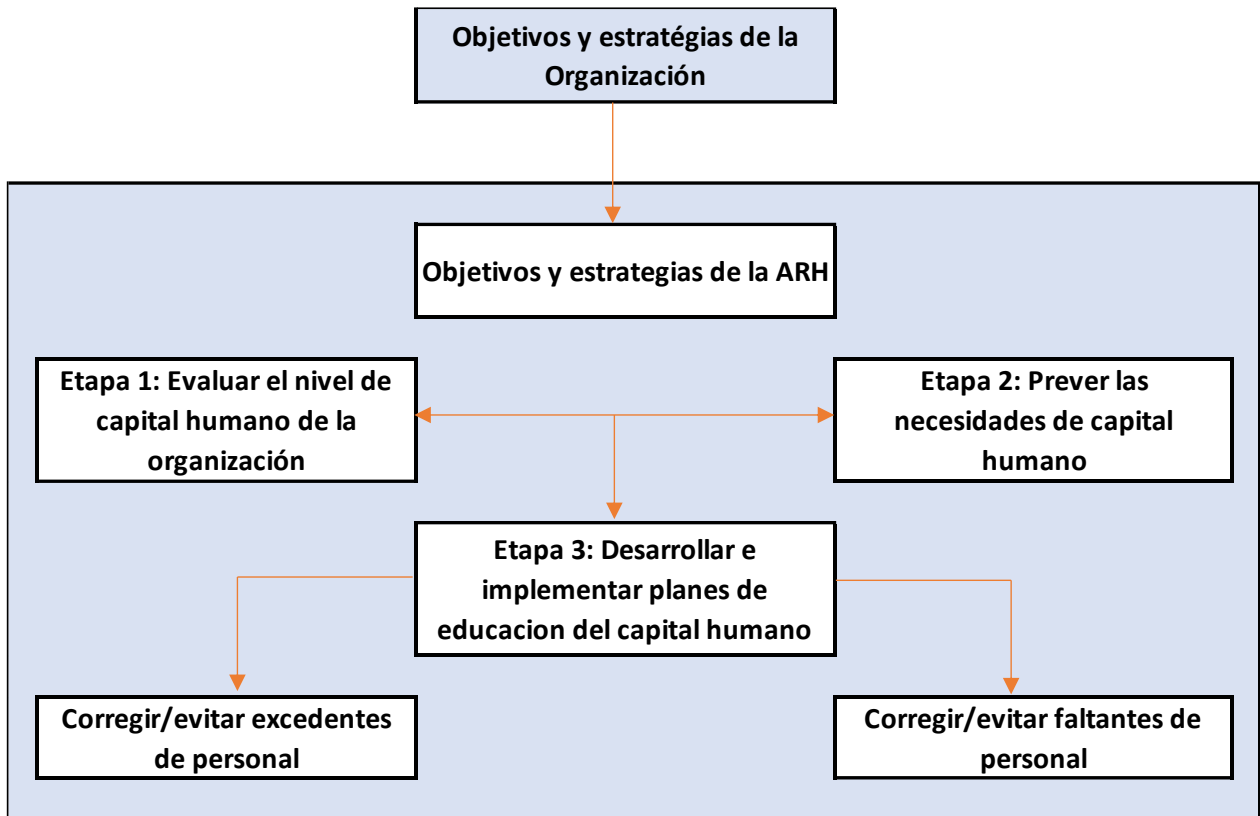 Objetivos y estratégias de la
Organización
Objetivos y estrategias de la ARH
Etapa 1: Evaluar el nivel de
capital humano de la
organización
Etapa 2: Prever las
necesidades de capital
humano
Etapa 3: Desarrollar e
implementar planes de
educacion del capital humano
Corregir/evitar excedentes
de personal
Corregir/evitar faltantes de
personal